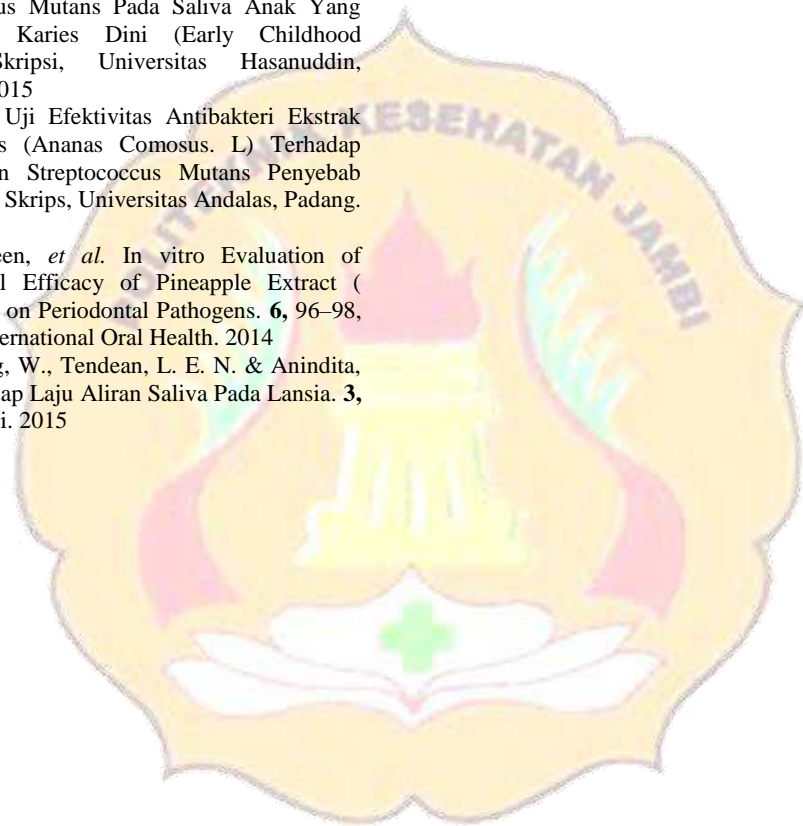 us Mutans Pada Saliva Anak Yang
Karies Dini (Early Childhood
kripsi, Universitas Hasanuddin,
015
Uji Efektivitas Antibakteri Ekstrak
s (Ananas Comosus. L) Terhadap
n Streptococcus Mutans Penyebab
Skrips, Universitas Andalas, Padang.
een, et al. In vitro Evaluation of
l Efficacy of Pineapple Extract (
on Periodontal Pathogens. 6, 96–98,
ternational Oral Health. 2014
g, W., Tendean, L. E. N. & Anindita,
ap Laju Aliran Saliva Pada Lansia. 3,
i. 2015
POLITEKNIK KESEHATAN JAMBI